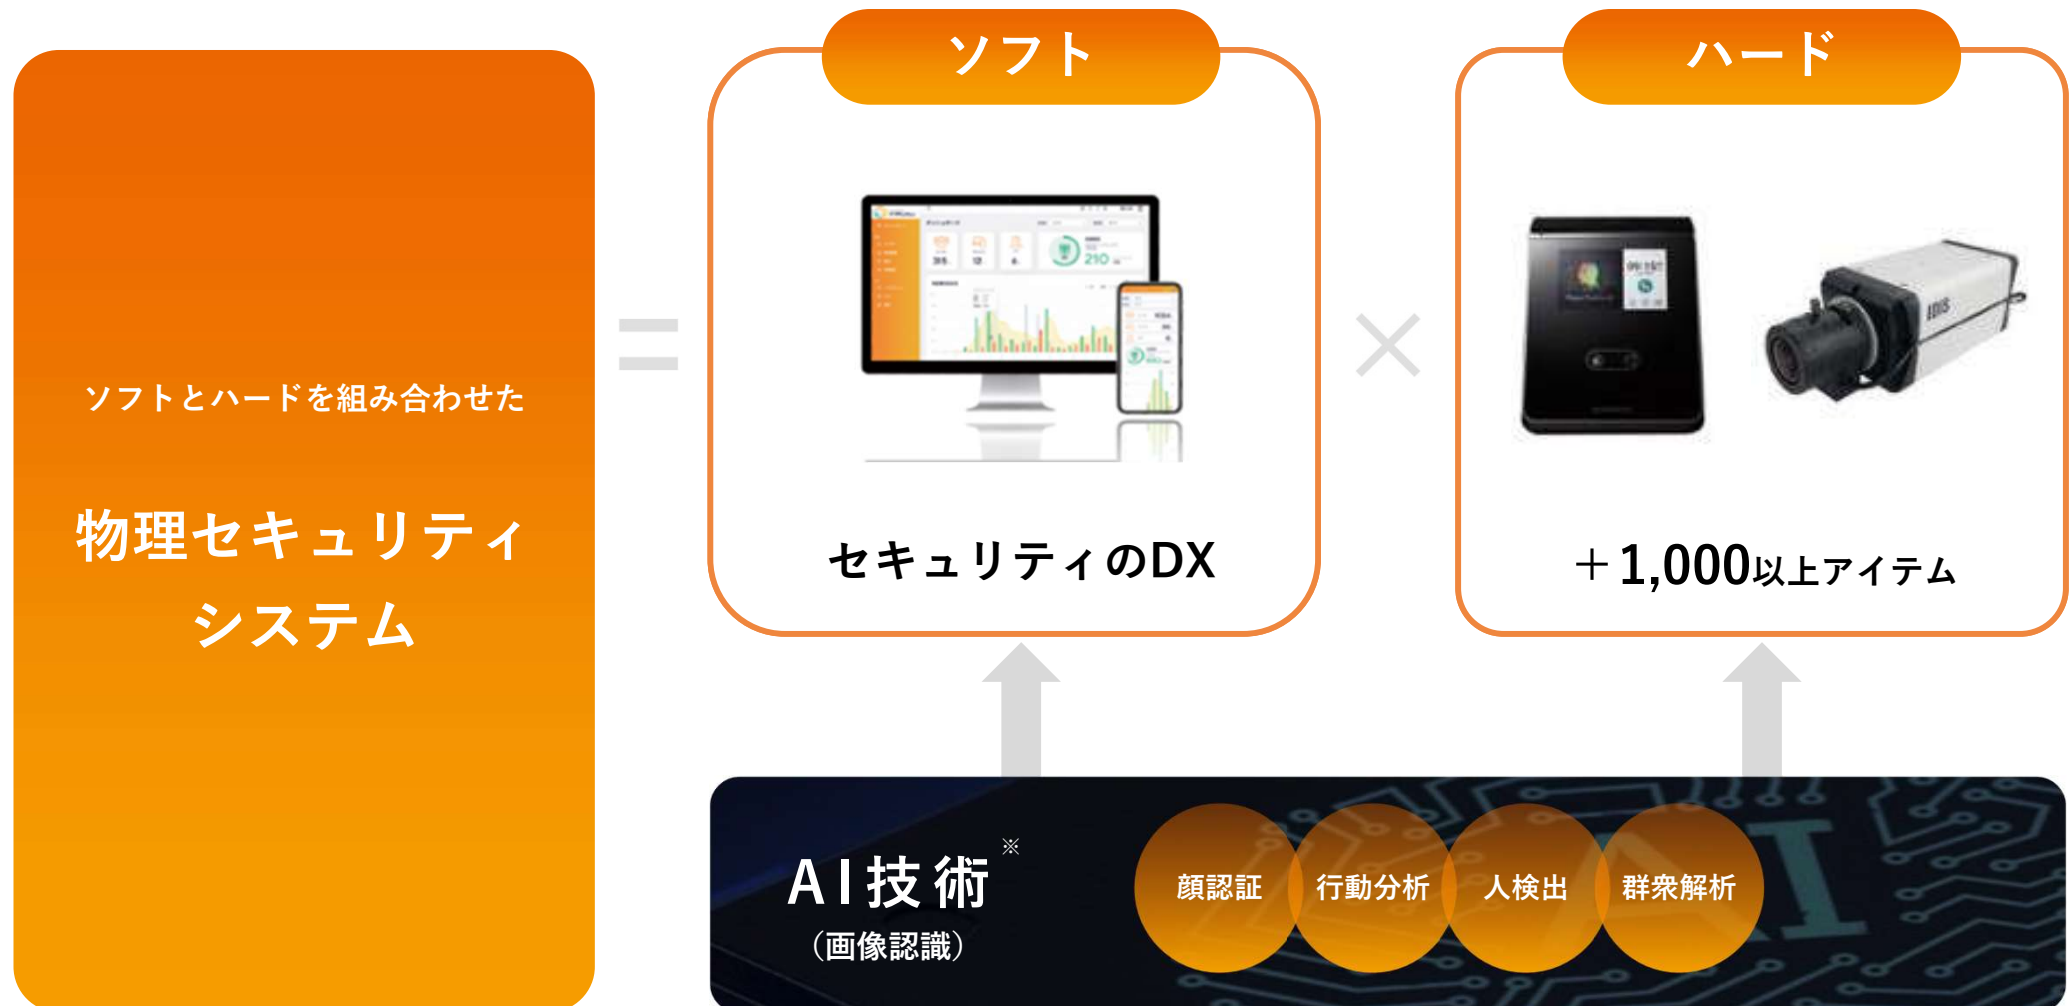 ソフトとハードを組み合わせた
物理セキュリティ
システム
ソフト
210
セキュリティのDX
ハード
IDIS
＋1,000以上アイテム
AI技術※
（画像認識）
顔認証
行動分析
人検出
群衆解析
AI